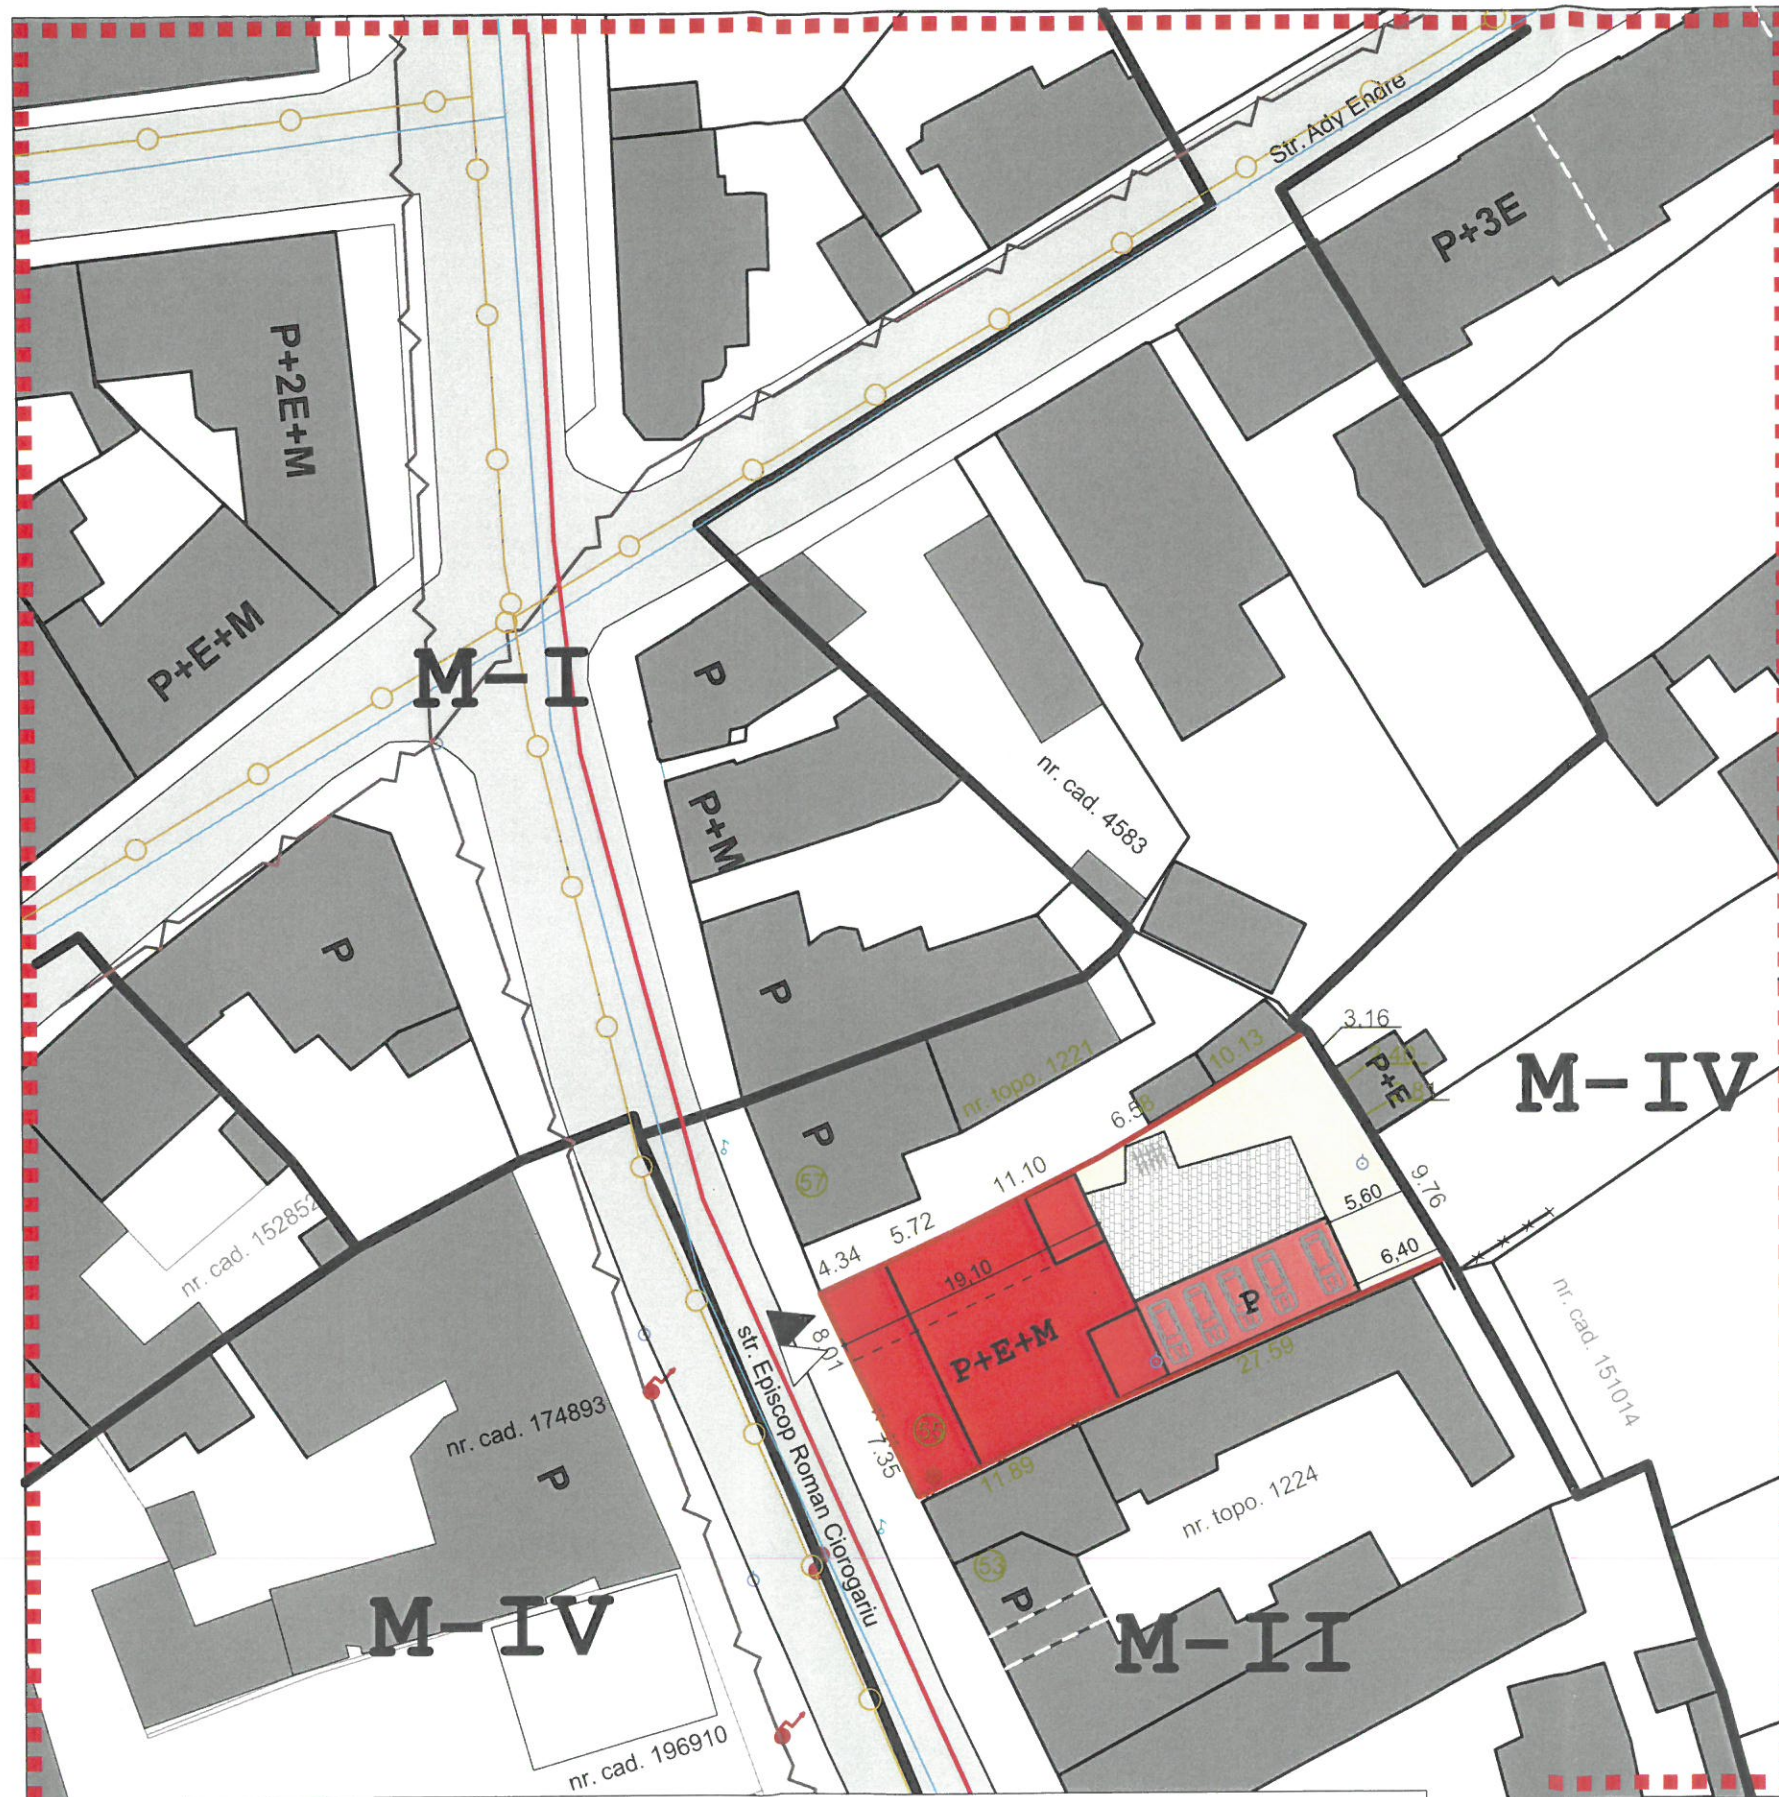 Str. Ady Endre
P+3E
P+2E+M
P+E+M
M-I
P
P+M
nr. cad. 4583
P
P
3,16
P+E
M-IV
10.13
nr. topo. 1221
6.58
P
57
11.10
9.76
5,60
nr. cad. 152852
5.72
4.34
19,10
6,40
P
8.01
P+E+M
27.59
nr. cad. 151014
str. Episcop Roman Ciorogariu
nr. cad. 174893
7.35
11.89
P
nr. topo. 1224
53
P
M-IV
M-II
nr. cad. 196910